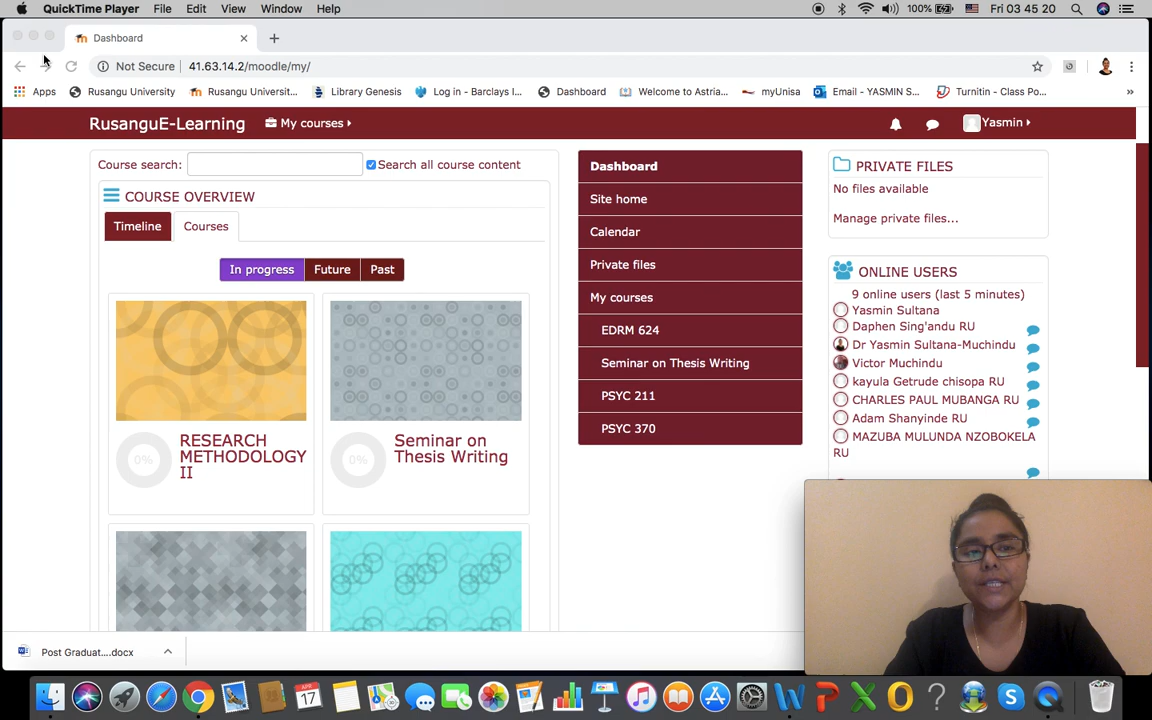 QuickTime Player File Edit View Window Help 100% Fri 03 45 20
Dashboard
Not Secure 41.63.14.2/moodle/my/
Apps Rusangu University Rusangu Universit... Library Genesis Log in - Barclays I... Dashboard Welcome to Astria... myUnisa Email - YASMIN S... Turnitin - Class Po... »
RusanguE-Learning My courses Yasmin
Course search: Search all course content
COURSE OVERVIEW
Timeline Courses
In progress Future Past
0% RESEARCH
METHODOLOGY
II
0% Seminar on
Thesis Writing
Dashboard
Site home
Calendar
Private files
My courses
EDRM 624
Seminar on Thesis Writing
PSYC 211
PSYC 370
PRIVATE FILES
No files available
Manage private files...
ONLINE USERS
9 online users (last 5 minutes)
Yasmin Sultana
Daphen Sing'andu RU
Dr Yasmin Sultana-Muchindu
Victor Muchindu
kayula Getrude chisopa RU
CHARLES PAUL MUBANGA RU
Adam Shanyinde RU
MAZUBA MULUNDA NZOBOKELA
RU
Post Graduat....docx
APR
17